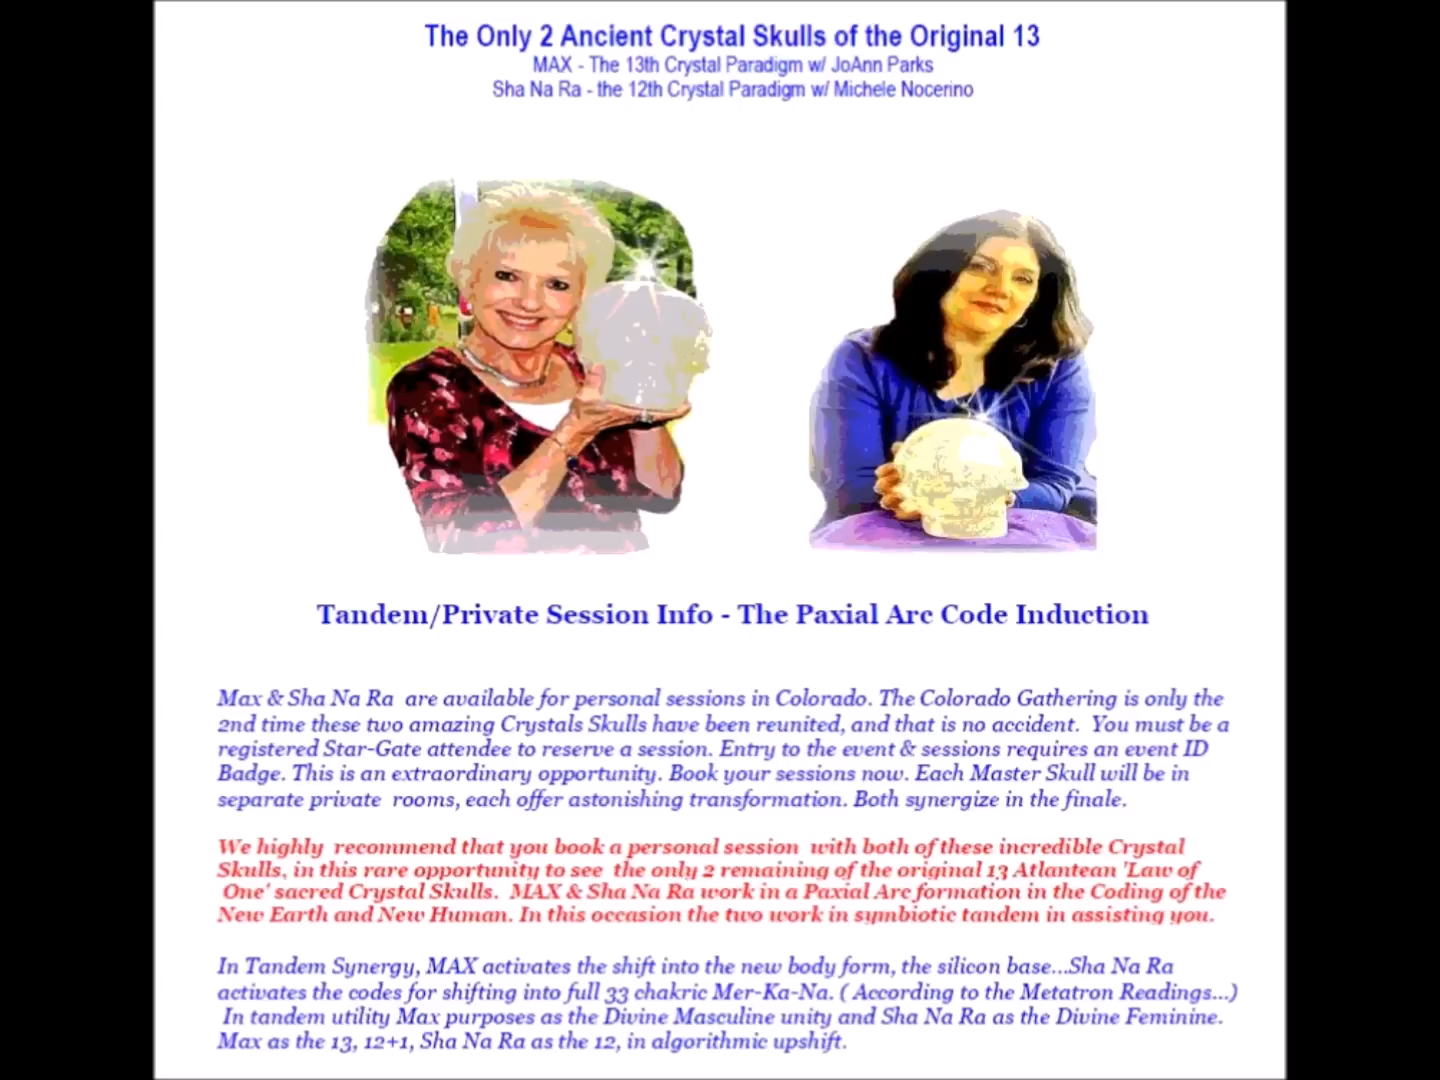 The Only 2 Ancient Crystal Skulls of the Original 13
MAX - The 13th Crystal Paradigm w/ JoAnn Parks
Sha Na Ra - the 12th Crystal Paradigm w/ Michele Nocerino
Tandem/Private Session Info - The Paxial Arc Code Induction
Max & Sha Na Ra  are available for personal sessions in Colorado. The Colorado Gathering is only the
2nd time these two amazing Crystals Skulls have been reunited, and that is no accident.  You must be a
registered Star-Gate attendee to reserve a session. Entry to the event & sessions requires an event ID
Badge. This is an extraordinary opportunity. Book your sessions now. Each Master Skull will be in
separate private  rooms, each offer astonishing transformation. Both synergize in the finale.
We highly  recommend that you book a personal session  with both of these incredible Crystal
Skulls, in this rare opportunity to see  the only 2 remaining of the original 13 Atlantean 'Law of
One' sacred Crystal Skulls.  MAX & Sha Na Ra work in a Paxial Arc formation in the Coding of the
New Earth and New Human. In this occasion the two work in symbiotic tandem in assisting you.
In Tandem Synergy, MAX activates the shift into the new body form, the silicon base...Sha Na Ra
activates the codes for shifting into full 33 chakric Mer-Ka-Na. ( According to the Metatron Readings...)
In tandem utility Max purposes as the Divine Masculine unity and Sha Na Ra as the Divine Feminine.
Max as the 13, 12+1, Sha Na Ra as the 12, in algorithmic upshift.